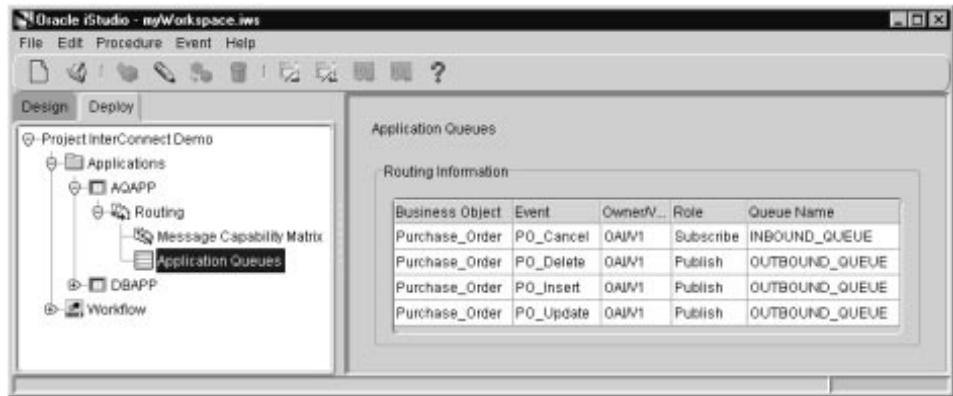 Oracle iStudio - myWorkspace.iws
File Edit Procedure Event Help
Design Deploy
Project InterConnect Demo
Applications
AQAPP
Routing
Message Capability Matrix
Application Queues
DBAPP
Workflow
Application Queues
Routing Information
Business Object Event Owner/V... Role Queue Name
Purchase_Order PO_Cancel OAI/V1 Subscribe INBOUND_QUEUE
Purchase_Order PO_Delete OAI/V1 Publish OUTBOUND_QUEUE
Purchase_Order PO_Insert OAI/V1 Publish OUTBOUND_QUEUE
Purchase_Order PO_Update OAI/V1 Publish OUTBOUND_QUEUE